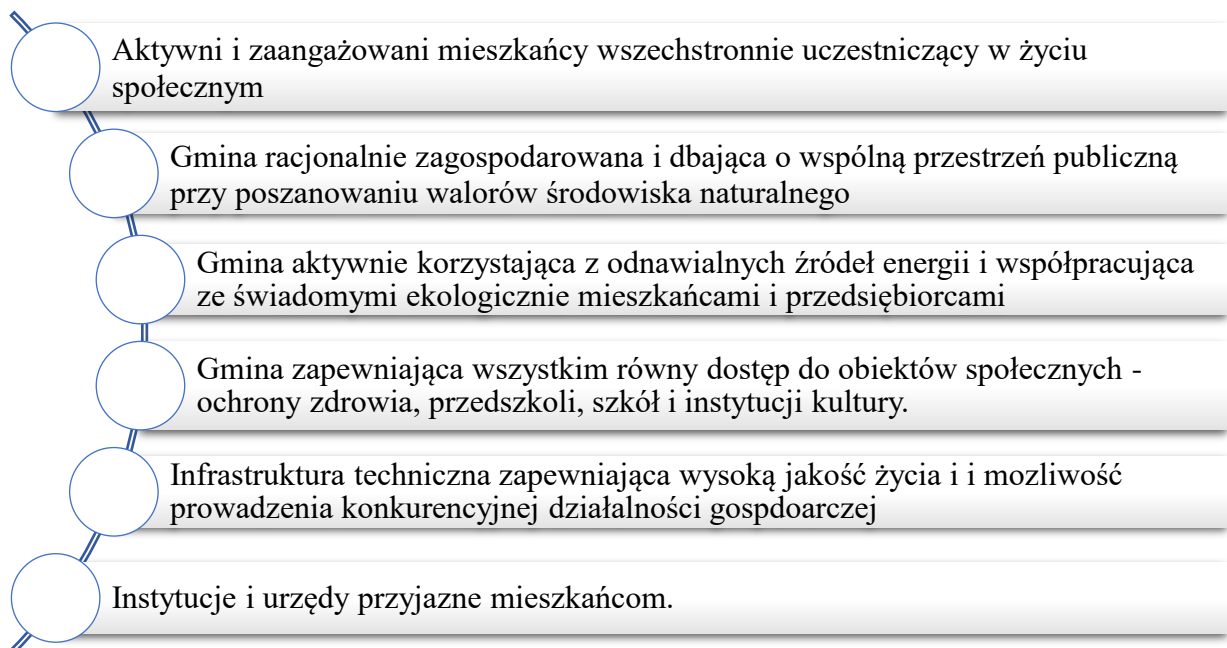 Aktywni i zaangażowani mieszkańcy wszechstronnie uczestniczący w życiu
społecznym
Gmina racjonalnie zagospodarowana i dbająca o wspólną przestrzeń publiczną
przy poszanowaniu walorów środowiska naturalnego
Gmina aktywnie korzystająca z odnawialnych źródeł energii i współpracująca
ze świadomymi ekologicznie mieszkańcami i przedsiębiorcami
Gmina zapewniająca wszystkim równy dostęp do obiektów społecznych -
ochrony zdrowia, przedszkoli, szkół i instytucji kultury.
Infrastruktura techniczna zapewniająca wysoką jakość życia i i mozliwość
prowadzenia konkurencyjnej działalności gospdoarczej
Instytucje i urzędy przyjazne mieszkańcom.